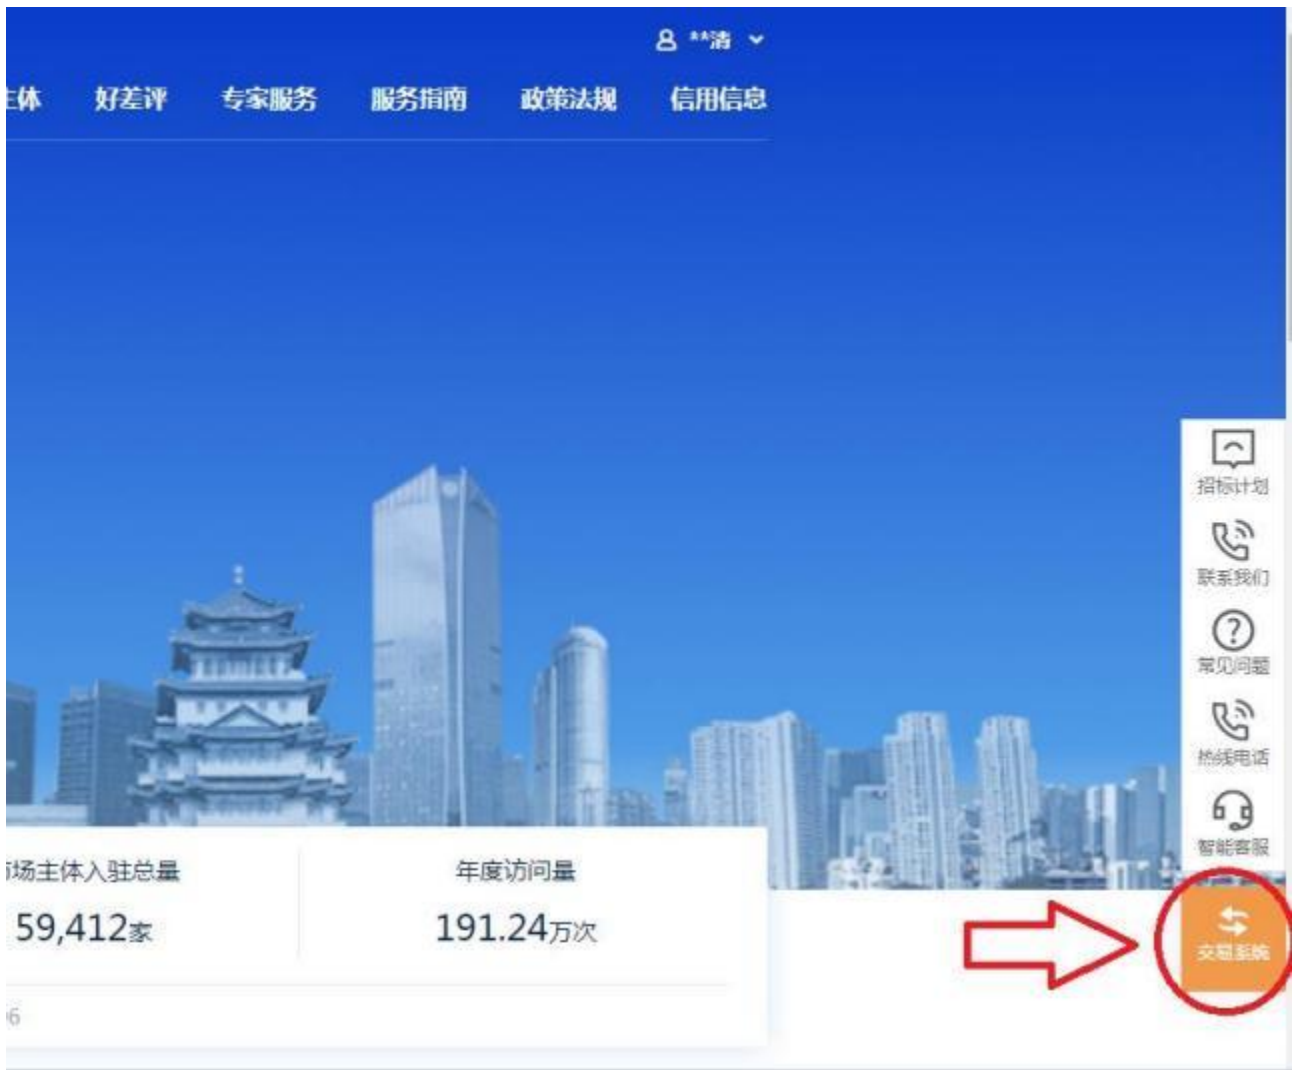 **清
主体 好差评 专家服务 服务指南 政策法规 信用信息
招标计划
联系我们
常见问题
热线电话
智能客服
交易系统
市场主体入驻总量
59,412家
年度访问量
191.24万次